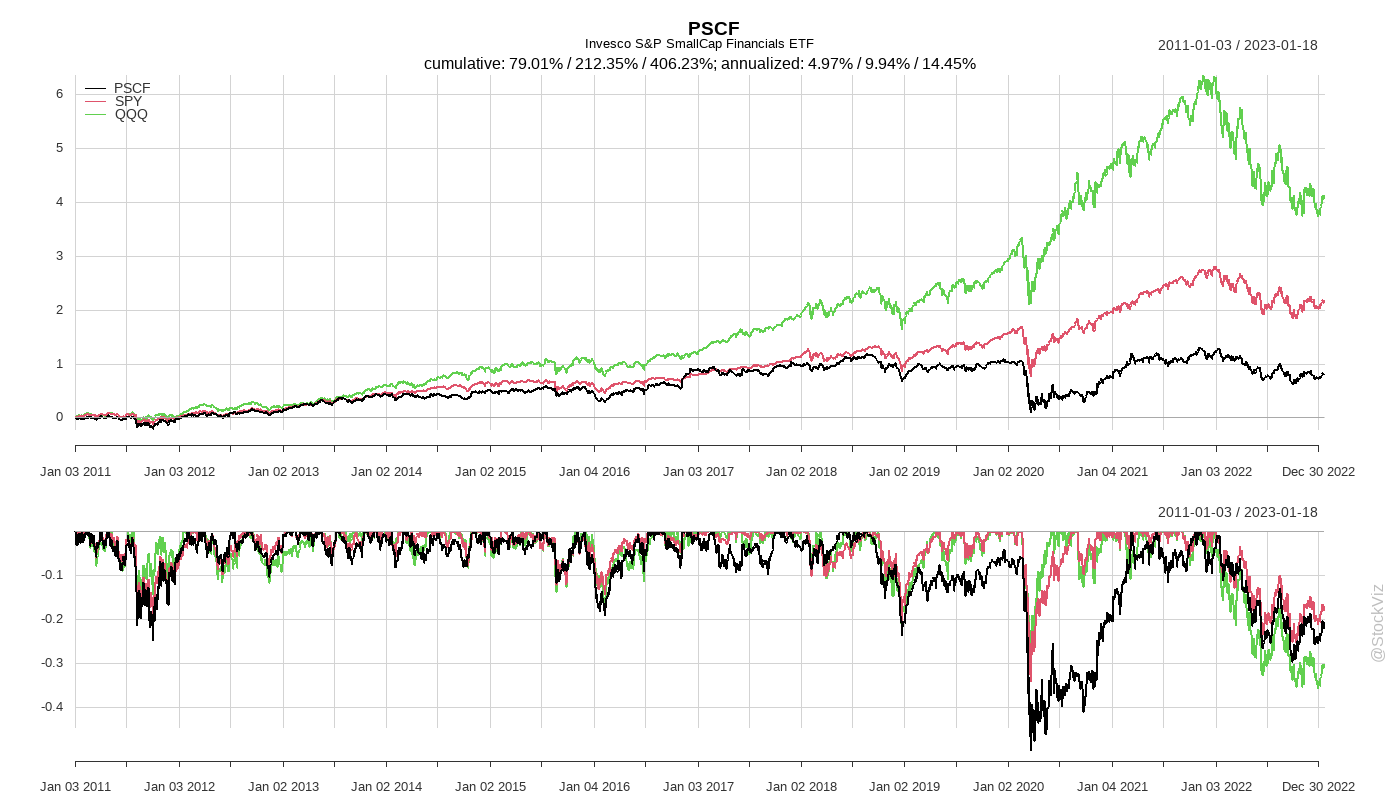 PSCF
Invesco S&P SmallCap Financials ETF
2011-01-03 / 2023-01-18
cumulative: 79.01% / 212.35% / 406.23%; annualized: 4.97% / 9.94% / 14.45%
PSCF
SPY
QQQ
6
5
4
3
2
1
0
Jan 03 2011 Jan 03 2012 Jan 02 2013 Jan 02 2014 Jan 02 2015 Jan 04 2016 Jan 03 2017 Jan 02 2018 Jan 02 2019 Jan 02 2020 Jan 04 2021 Jan 03 2022 Dec 30 2022
2011-01-03 / 2023-01-18
-0.1
-0.2
-0.3
-0.4
Jan 03 2011 Jan 03 2012 Jan 02 2013 Jan 02 2014 Jan 02 2015 Jan 04 2016 Jan 03 2017 Jan 02 2018 Jan 02 2019 Jan 02 2020 Jan 04 2021 Jan 03 2022 Dec 30 2022
@StockViz